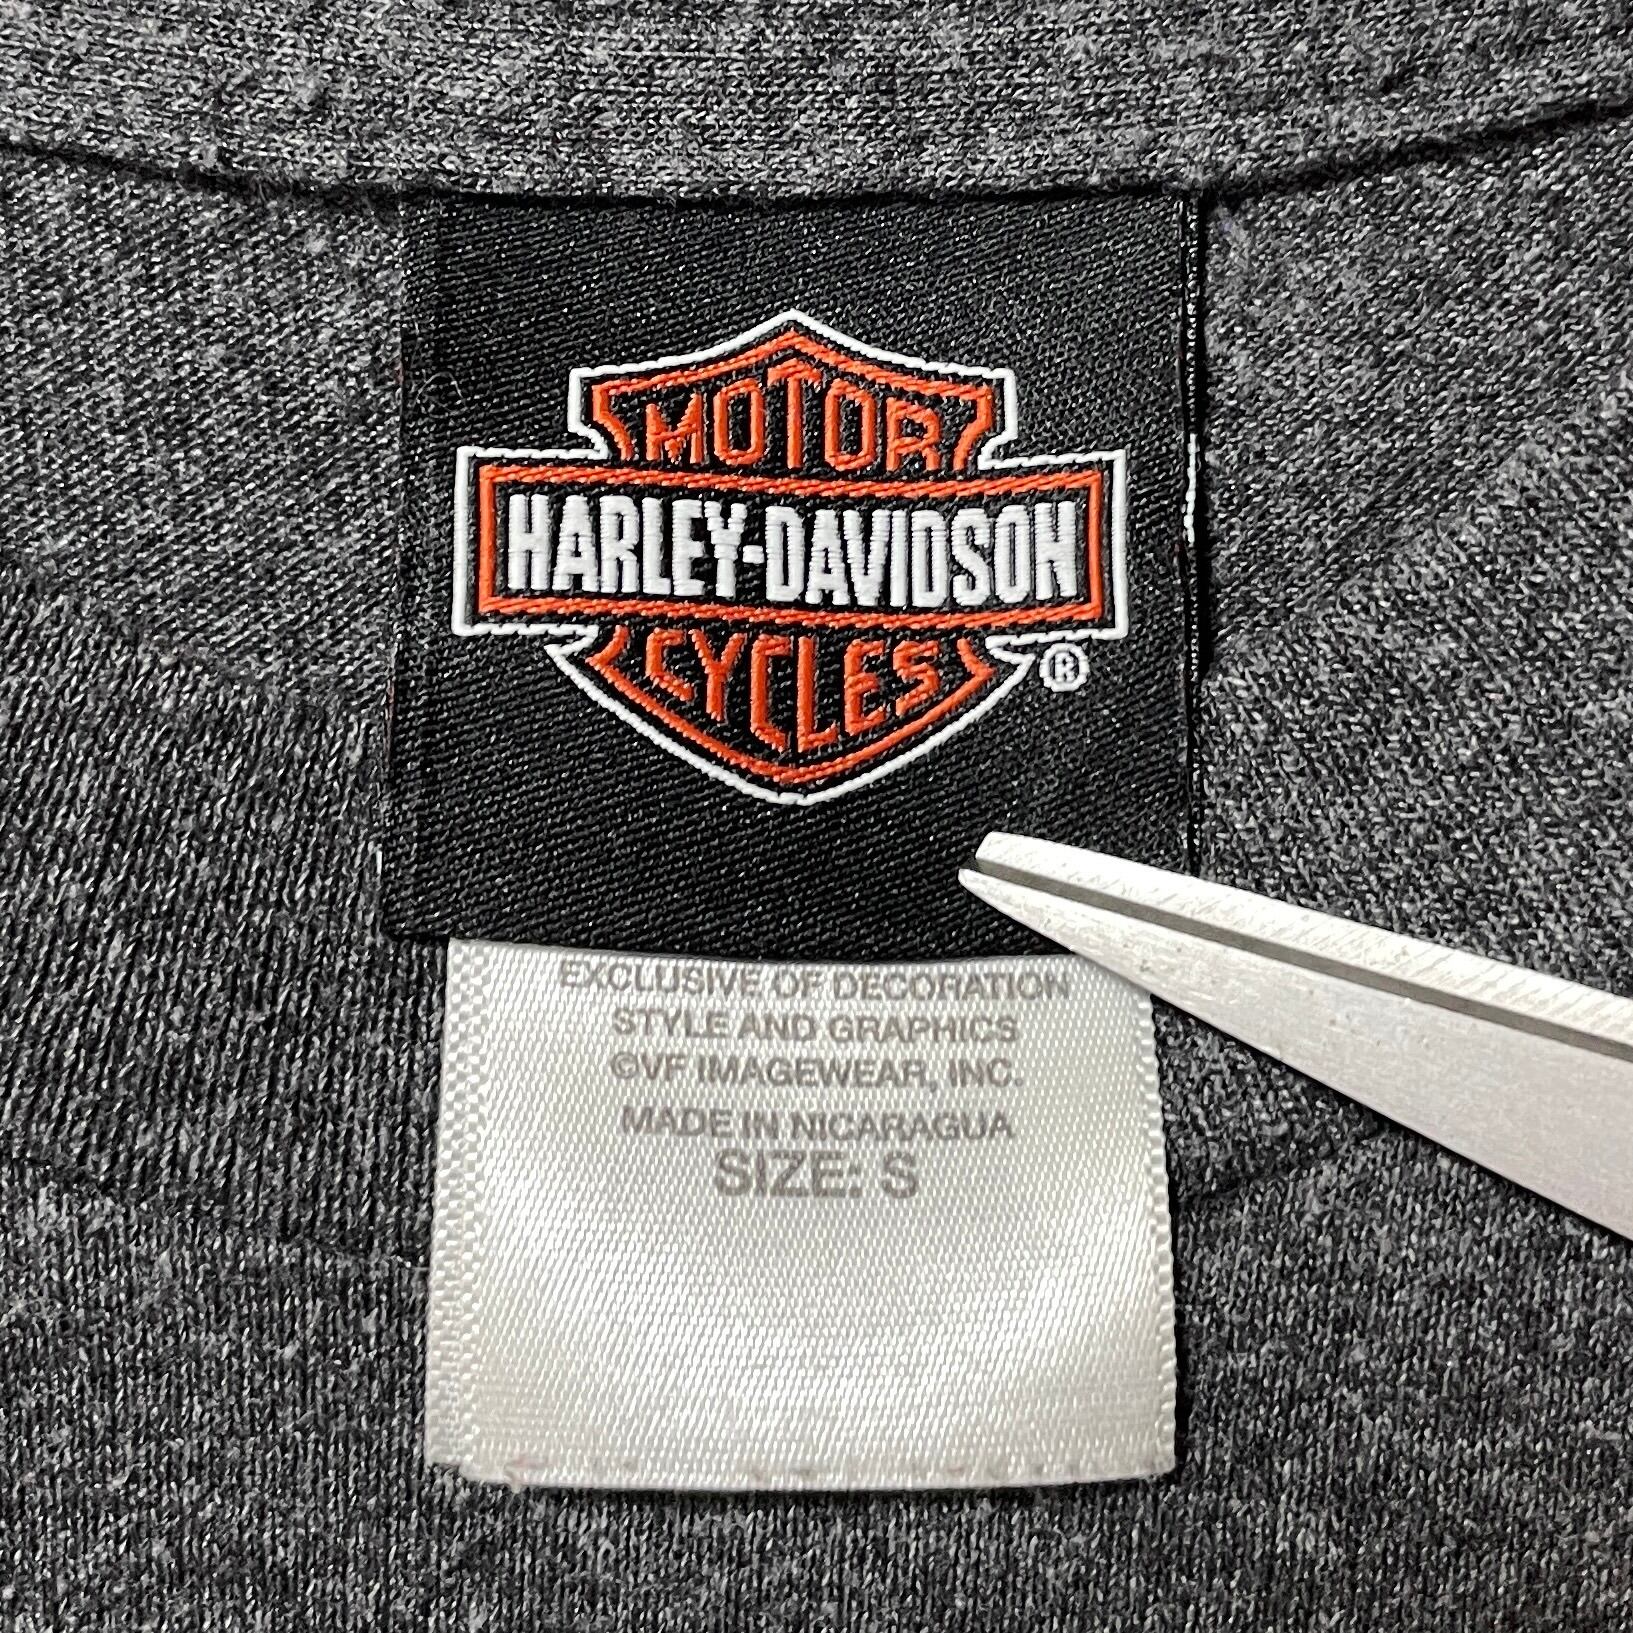 MOTOR
HARLEY-DAVIDSON
CYCLES
®
EXCLUSIVE OF DECORATION
STYLE AND GRAPHICS
©VF IMAGEWEAR, INC.
MADE IN NICARAGUA
SIZE: S